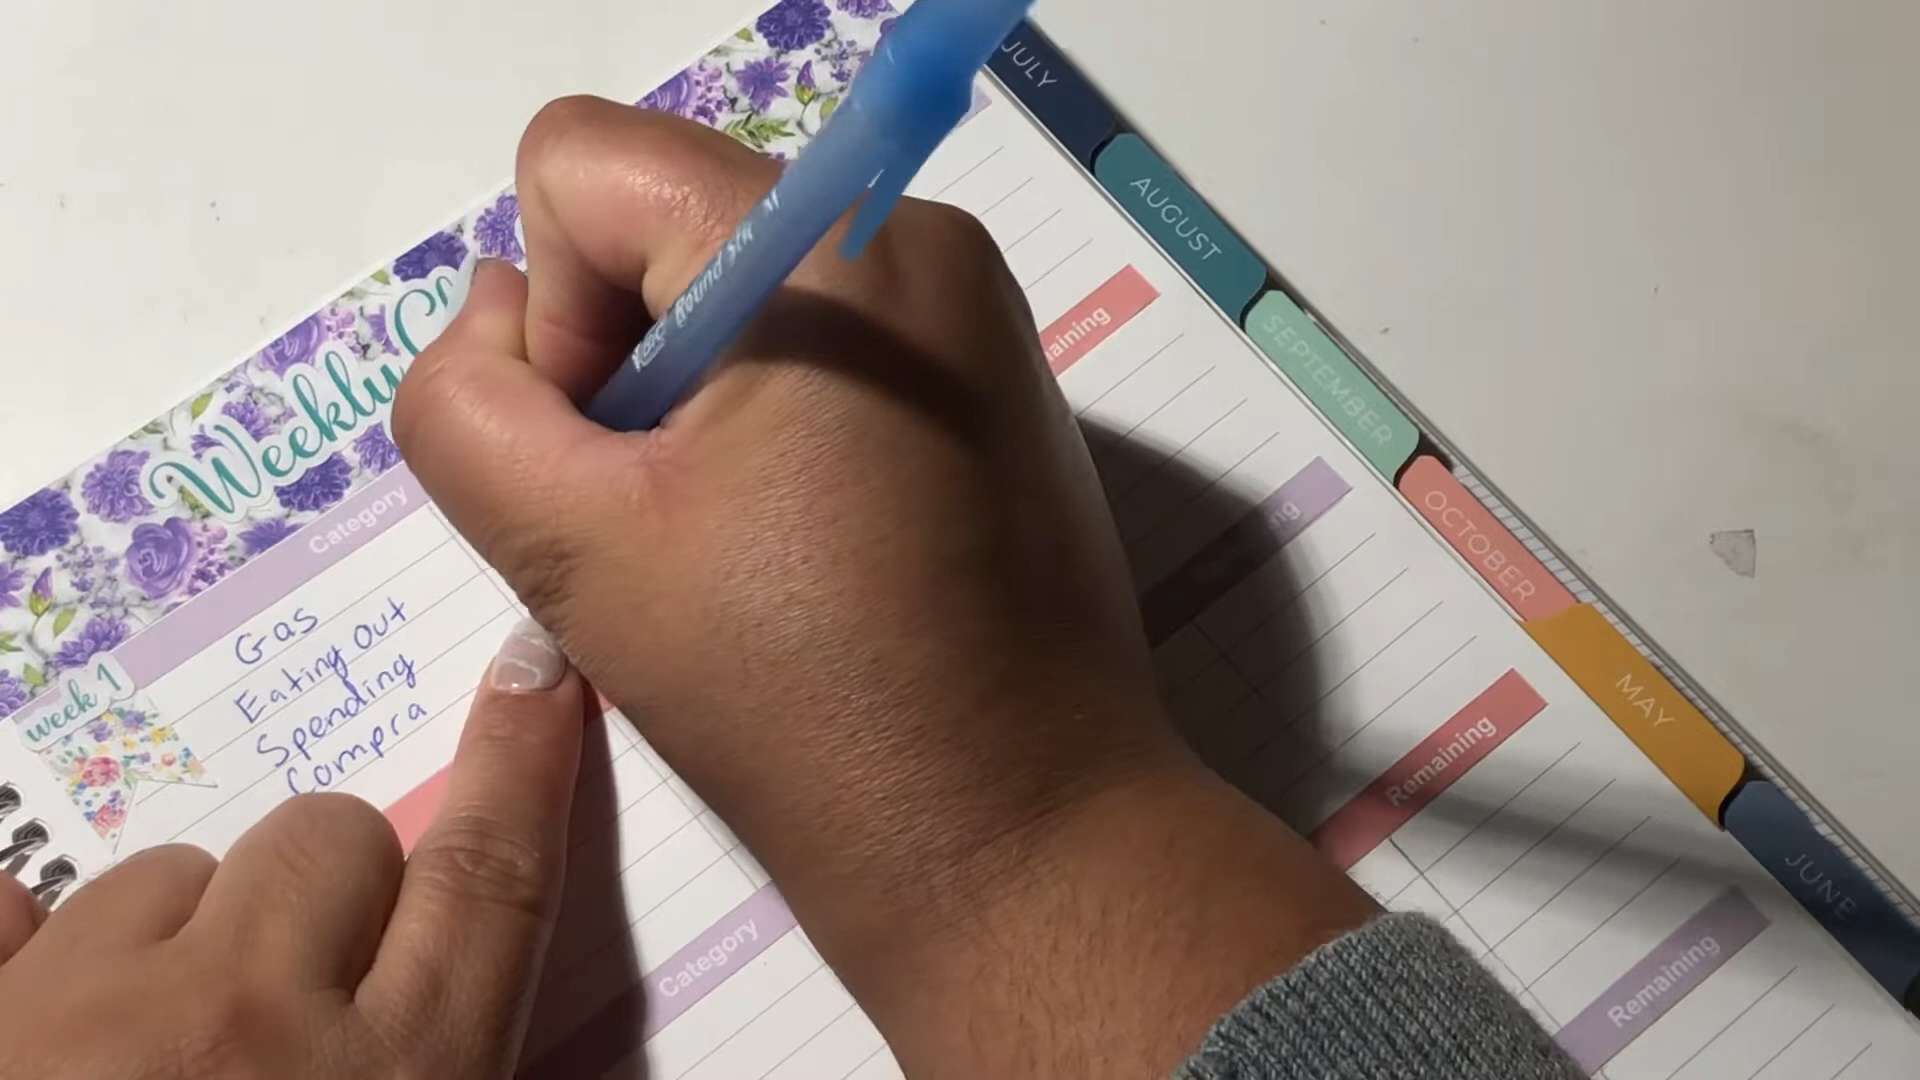 JULY
AUGUST
SEPTEMBER
OCTOBER
MAY
JUNE
Weekly
Category
week 1
Gas
Eating out
Spending
Compra
BIC Round Stic M
Remaining
Category
Remaining